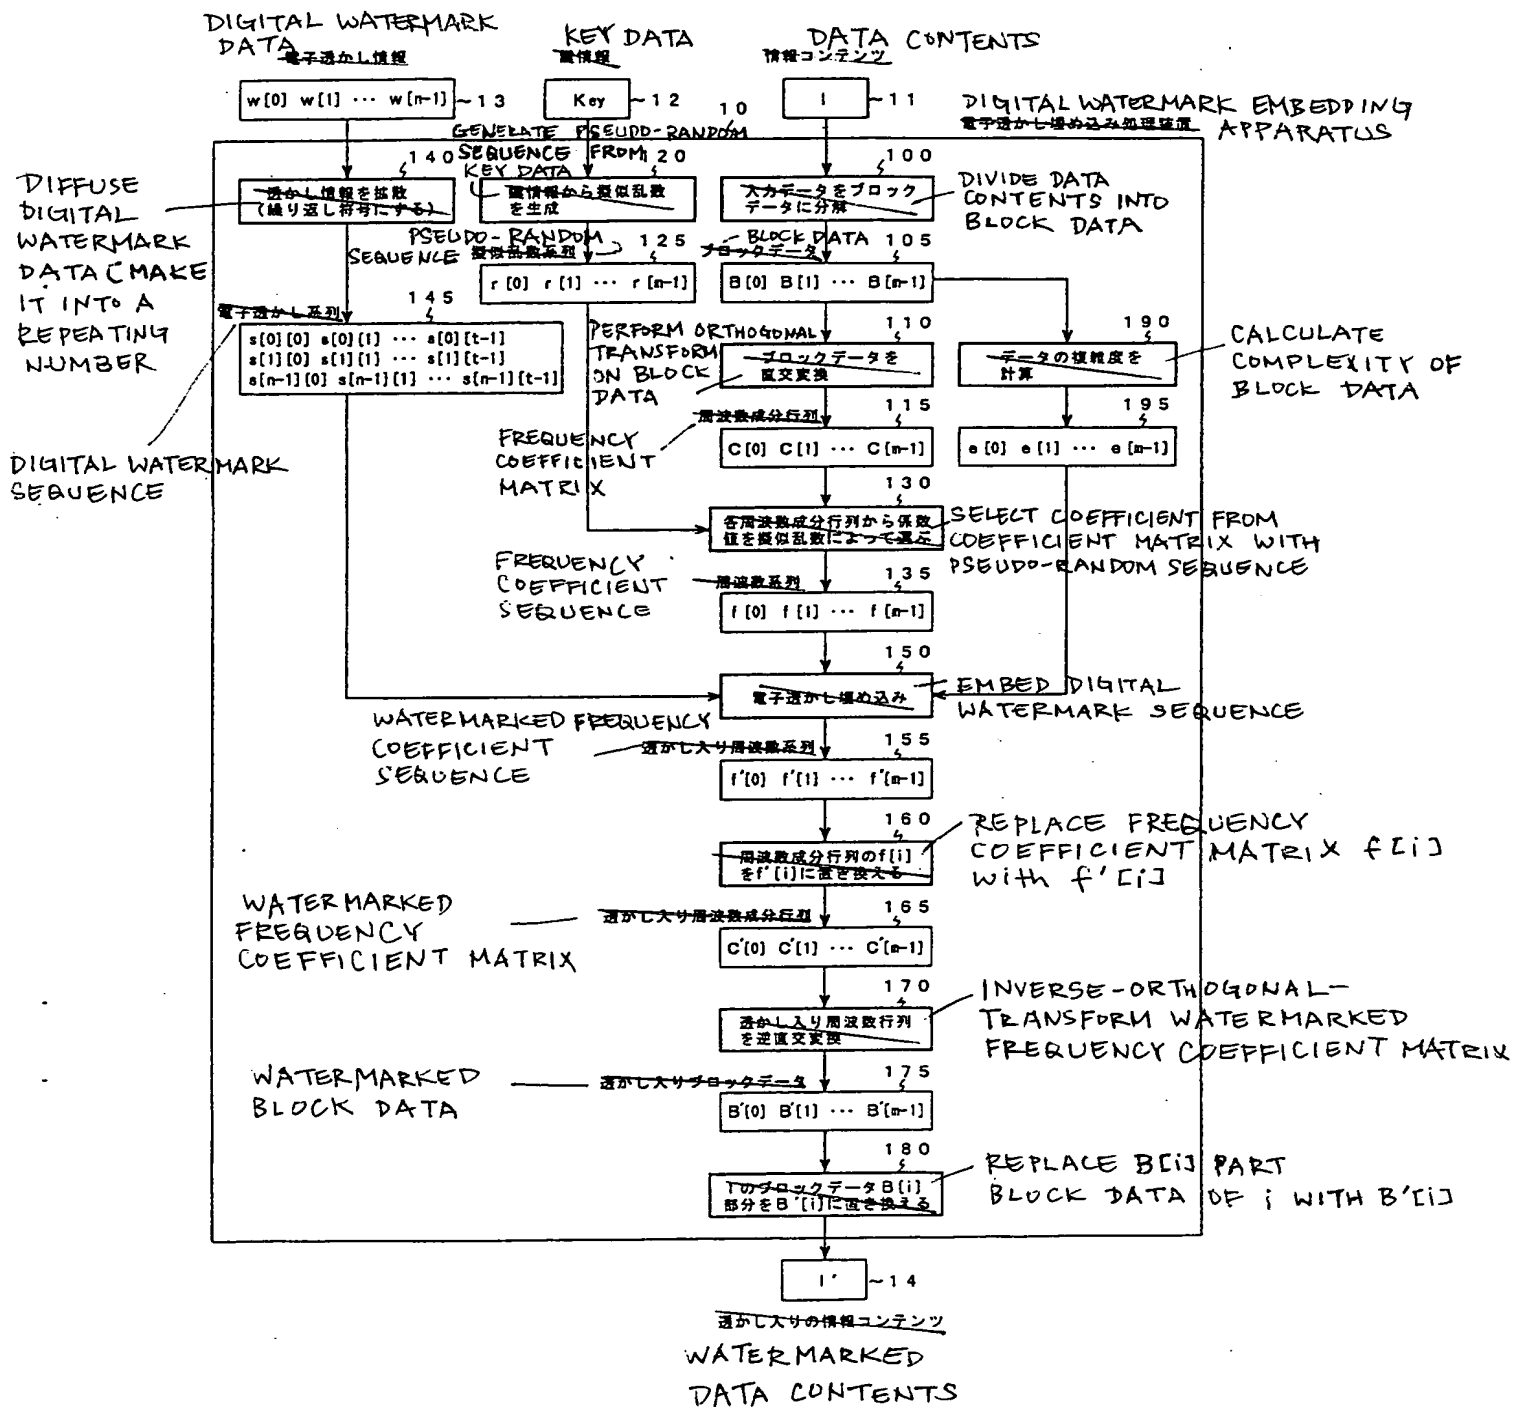 DIGITAL WATERMARK
DATA
電子透かし情報
w[0] w[1] ··· w[n-1] ~13
KEY DATA
鍵情報
Key ~12
DATA CONTENTS
情報コンテンツ
I ~11
10
DIGITAL WATERMARK EMBEDDING
APPARATUS
電子透かし埋め込み処理装置
140
透かし情報を拡散
(繰り返し符号にする)
DIFFUSE
DIGITAL
WATERMARK
DATA (MAKE
IT INTO A
REPEATING
NUMBER
GENERATE PSEUDO-RANDOM
SEQUENCE FROM
KEY DATA
120
鍵情報から擬似乱数
を生成
100
入力データをブロック
データに分解
DIVIDE DATA
CONTENTS INTO
BLOCK DATA
PSEUDO-RANDOM
SEQUENCE
擬似乱数系列
125
r[0] r[1] ··· r[m-1]
BLOCK DATA
ブロックデータ
105
B[0] B[1] ··· B[m-1]
145
電子透かし系列
s[0][0] s[0][1] ··· s[0][t-1]
s[1][0] s[1][1] ··· s[1][t-1]
s[n-1][0] s[n-1][1] ··· s[n-1][t-1]
DIGITAL WATERMARK
SEQUENCE
PERFORM ORTHOGONAL
TRANSFORM
ON BLOCK
DATA
110
ブロックデータを
直交変換
190
データの複雑度を
計算
CALCULATE
COMPLEXITY OF
BLOCK DATA
FREQUENCY
COEFFICIENT
MATRIX
周波数成分行列
115
C[0] C[1] ··· C[m-1]
195
e[0] e[1] ··· e[m-1]
130
各周波数成分行列から係数
値を擬似乱数によって選ぶ
SELECT COEFFICIENT FROM
COEFFICIENT MATRIX WITH
PSEUDO-RANDOM SEQUENCE
FREQUENCY
COEFFICIENT
SEQUENCE
周波数系列
135
f[0] f[1] ··· f[m-1]
150
電子透かし埋め込み
EMBED DIGITAL
WATERMARK SEQUENCE
WATERMARKED FREQUENCY
COEFFICIENT
SEQUENCE
透かし入り周波数系列
155
f'[0] f'[1] ··· f'[m-1]
160
周波数成分行列のf[i]
をf'[i]に置き換える
REPLACE FREQUENCY
COEFFICIENT MATRIX f[i]
with f'[i]
WATERMARKED
FREQUENCY
COEFFICIENT MATRIX
透かし入り周波数成分行列
165
C'[0] C'[1] ··· C'[m-1]
170
透かし入り周波数行列
を逆直交変換
INVERSE-ORTHOGONAL-
TRANSFORM WATERMARKED
FREQUENCY COEFFICIENT MATRIX
WATERMARKED
BLOCK DATA
透かし入りブロックデータ
175
B'[0] B'[1] ··· B'[m-1]
180
IのブロックデータB[i]
部分をB'[i]に置き換える
REPLACE B[i] PART
BLOCK DATA OF i WITH B'[i]
I' ~14
透かし入りの情報コンテンツ
WATERMARKED
DATA CONTENTS